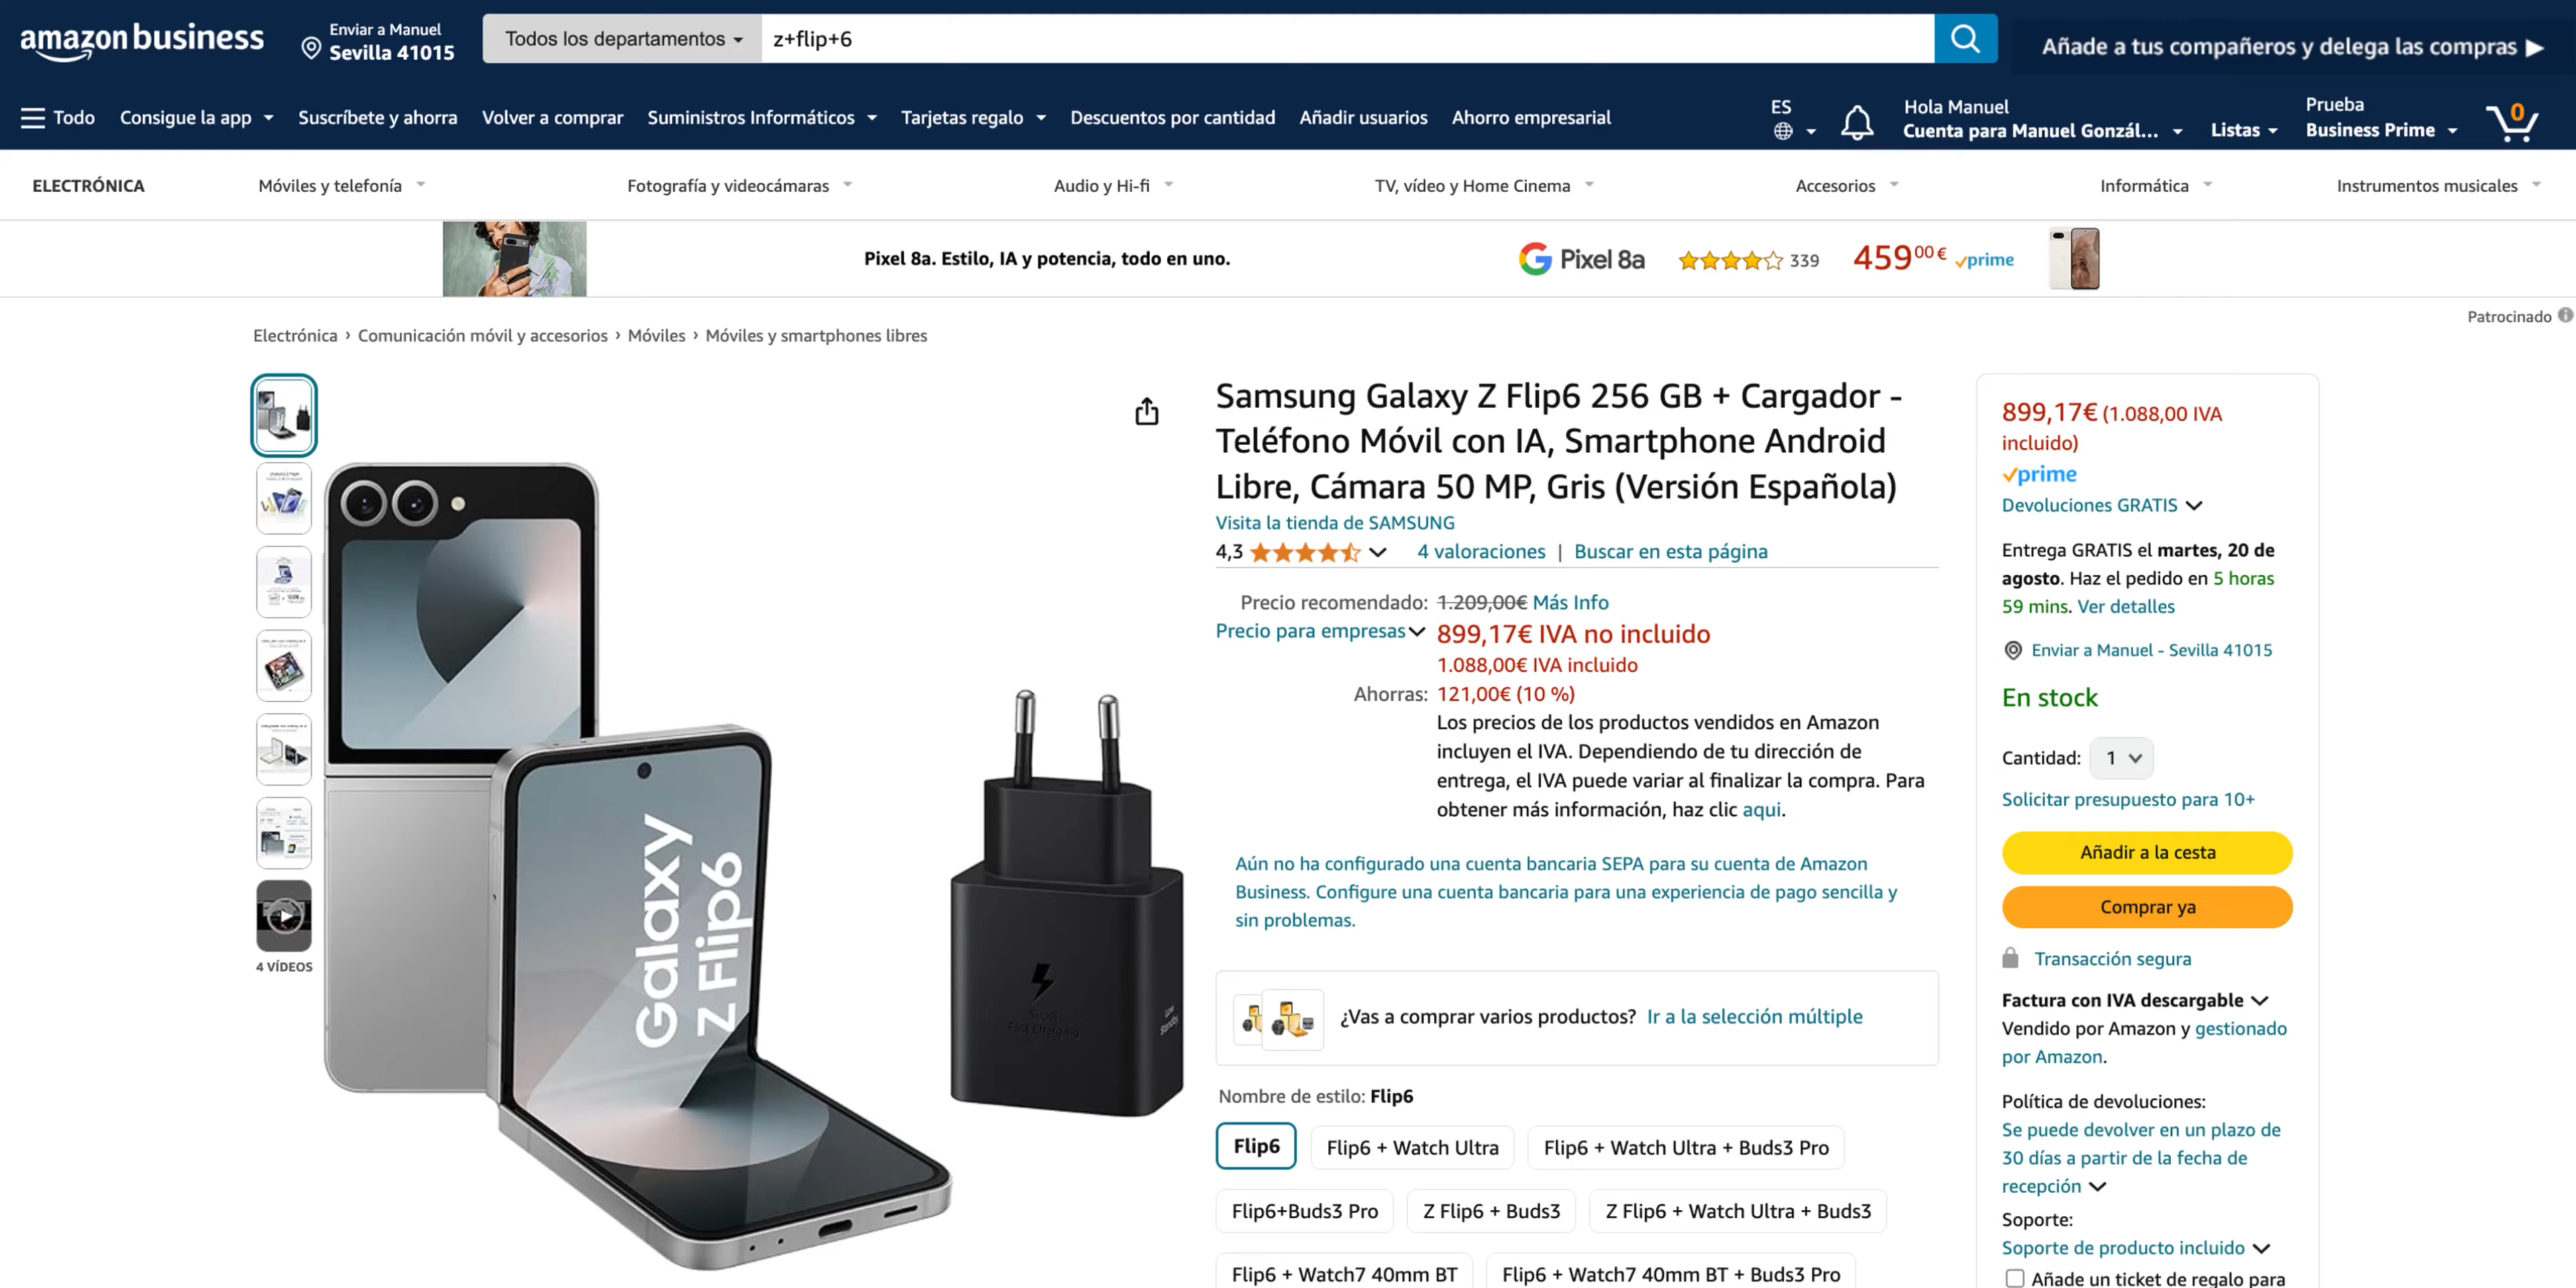 amazon business
Enviar a Manuel
Sevilla 41015
Todos los departamentos
z+flip+6
Añade a tus compañeros y delega las compras
Todo
Consigue la app
Suscríbete y ahorra
Volver a comprar
Suministros Informáticos
Tarjetas regalo
Descuentos por cantidad
Añadir usuarios
Ahorro empresarial
ES
Hola Manuel
Cuenta para Manuel Gonzál...
Listas
Prueba
Business Prime
0
ELECTRÓNICA
Móviles y telefonía
Fotografía y videocámaras
Audio y Hi-fi
TV, vídeo y Home Cinema
Accesorios
Informática
Instrumentos musicales
Pixel 8a. Estilo, IA y potencia, todo en uno.
G Pixel 8a
339
459,00 €
prime
Patrocinado
Electrónica › Comunicación móvil y accesorios › Móviles › Móviles y smartphones libres
4 VÍDEOS
Galaxy
Z Flip6
Super
Fast Charging
Low
Standby
Samsung Galaxy Z Flip6 256 GB + Cargador -
Teléfono Móvil con IA, Smartphone Android
Libre, Cámara 50 MP, Gris (Versión Española)
Visita la tienda de SAMSUNG
4,3
4 valoraciones | Buscar en esta página
Precio recomendado: 1.209,00€ Más Info
Precio para empresas 899,17€ IVA no incluido
1.088,00€ IVA incluido
Ahorras: 121,00€ (10 %)
Los precios de los productos vendidos en Amazon
incluyen el IVA. Dependiendo de tu dirección de
entrega, el IVA puede variar al finalizar la compra. Para
obtener más información, haz clic aqui.
Aún no ha configurado una cuenta bancaria SEPA para su cuenta de Amazon
Business. Configure una cuenta bancaria para una experiencia de pago sencilla y
sin problemas.
¿Vas a comprar varios productos? Ir a la selección múltiple
Nombre de estilo: Flip6
Flip6
Flip6 + Watch Ultra
Flip6 + Watch Ultra + Buds3 Pro
Flip6+Buds3 Pro
Z Flip6 + Buds3
Z Flip6 + Watch Ultra + Buds3
Flip6 + Watch7 40mm BT
Flip6 + Watch7 40mm BT + Buds3 Pro
899,17€ (1.088,00 IVA
incluido)
prime
Devoluciones GRATIS
Entrega GRATIS el martes, 20 de
agosto. Haz el pedido en 5 horas
59 mins. Ver detalles
Enviar a Manuel - Sevilla 41015
En stock
Cantidad: 1
Solicitar presupuesto para 10+
Añadir a la cesta
Comprar ya
Transacción segura
Factura con IVA descargable
Vendido por Amazon y gestionado
por Amazon.
Política de devoluciones:
Se puede devolver en un plazo de
30 días a partir de la fecha de
recepción
Soporte:
Soporte de producto incluido
Añade un ticket de regalo para